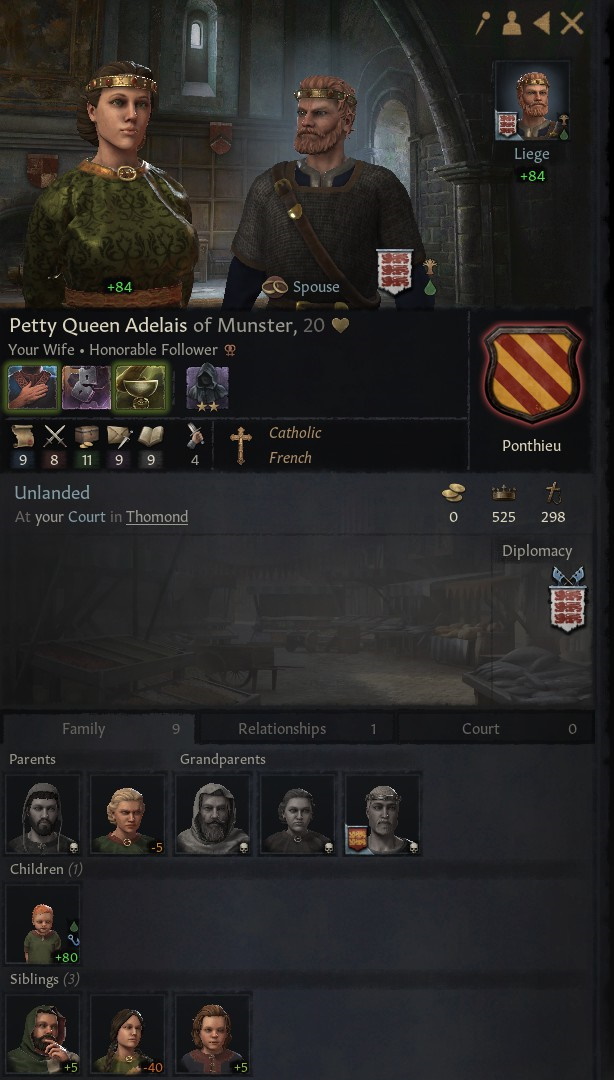 Liege
+84
+84
Spouse
Petty Queen Adelais of Munster, 20
Your Wife • Honorable Follower
9 8 11 9 9 4
Catholic
French
Ponthieu
Unlanded
At your Court in Thomond
0 525 298
Diplomacy
Family 9
Relationships 1
Court 0
Parents
Grandparents
-5
Children (1)
+80
Siblings (3)
+5
-40
+5